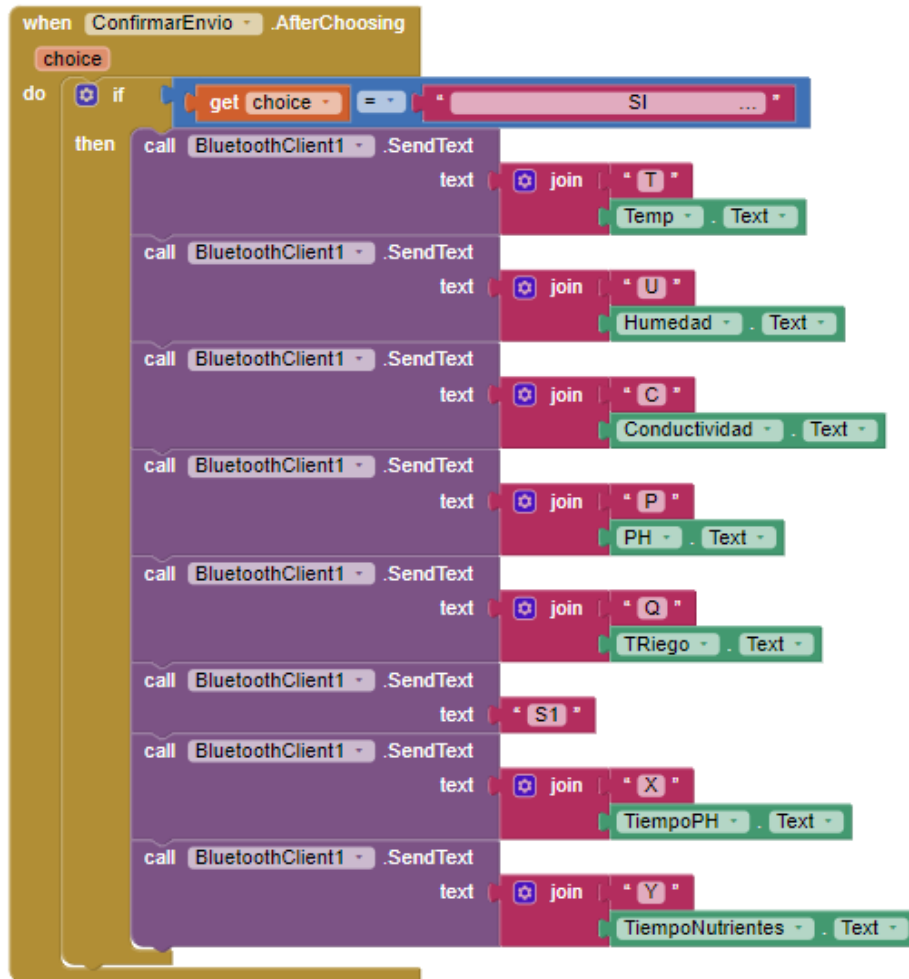 when ConfirmarEnvio .AfterChoosing
choice
do if get choice = " SI ... "
then call BluetoothClient1 .SendText
text join " T "
Temp . Text
call BluetoothClient1 .SendText
text join " U "
Humedad . Text
call BluetoothClient1 .SendText
text join " C "
Conductividad . Text
call BluetoothClient1 .SendText
text join " P "
PH . Text
call BluetoothClient1 .SendText
text join " Q "
TRiego . Text
call BluetoothClient1 .SendText
text " S1 "
call BluetoothClient1 .SendText
text join " X "
TiempoPH . Text
call BluetoothClient1 .SendText
text join " Y "
TiempoNutrientes . Text